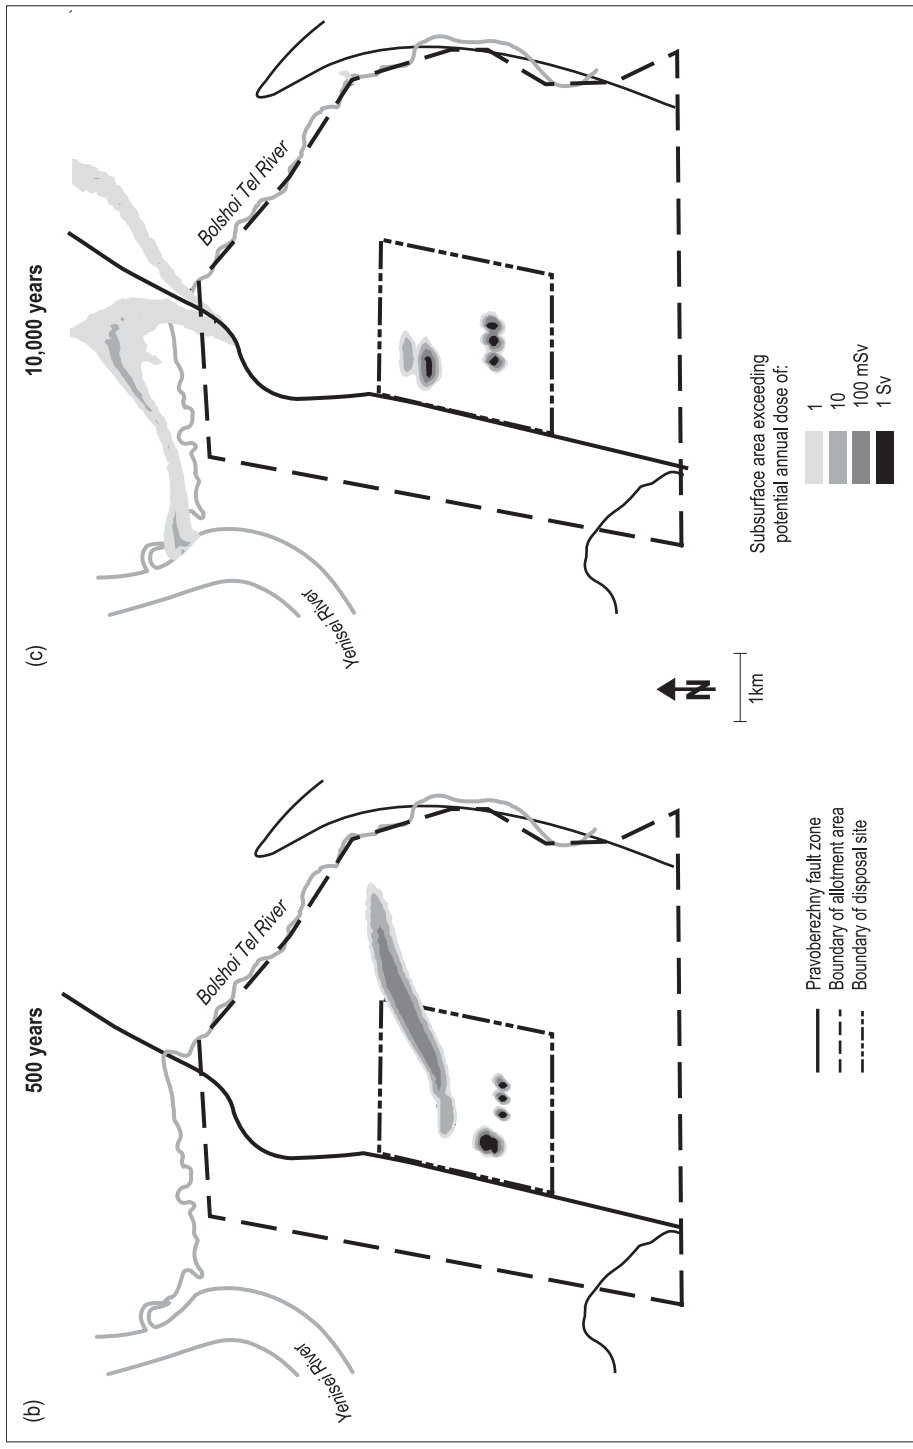 (b)
500 years
Bolshoi Tel River
Yenisei River
Pravoberezhny fault zone
Boundary of allotment area
Boundary of disposal site
N
1km
(c)
10,000 years
Bolshoi Tel River
Yenisei River
Subsurface area exceeding
potential annual dose of:
1
10
100 mSv
1 Sv